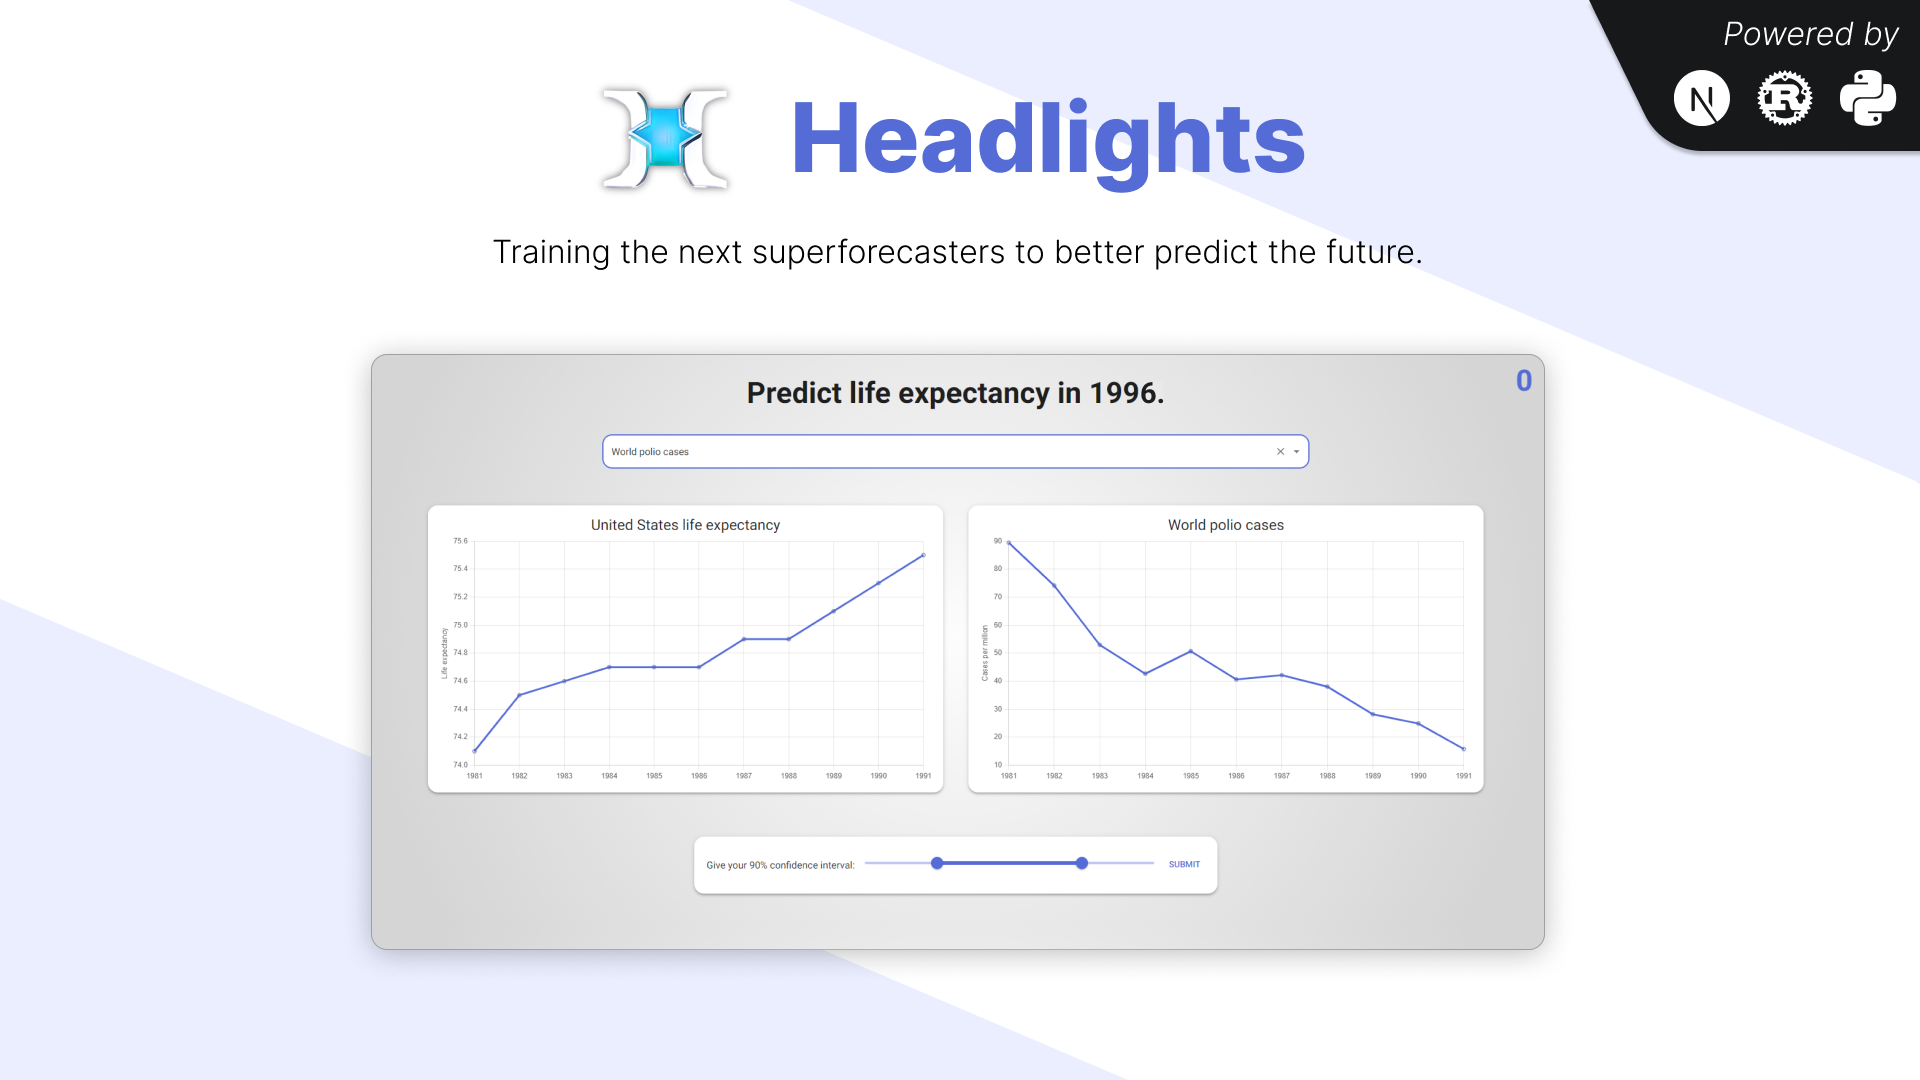 Powered by
N
R
Headlights
Training the next superforecasters to better predict the future.
0
Predict life expectancy in 1996.
World polio cases
United States life expectancy
Life expectancy
75.6
75.4
75.2
75.0
74.8
74.6
74.4
74.2
74.0
1981 1982 1983 1984 1985 1986 1987 1988 1989 1990 1991
World polio cases
Cases per million
90
80
70
60
50
40
30
20
10
1981 1982 1983 1984 1985 1986 1987 1988 1989 1990 1991
Give your 90% confidence interval: SUBMIT